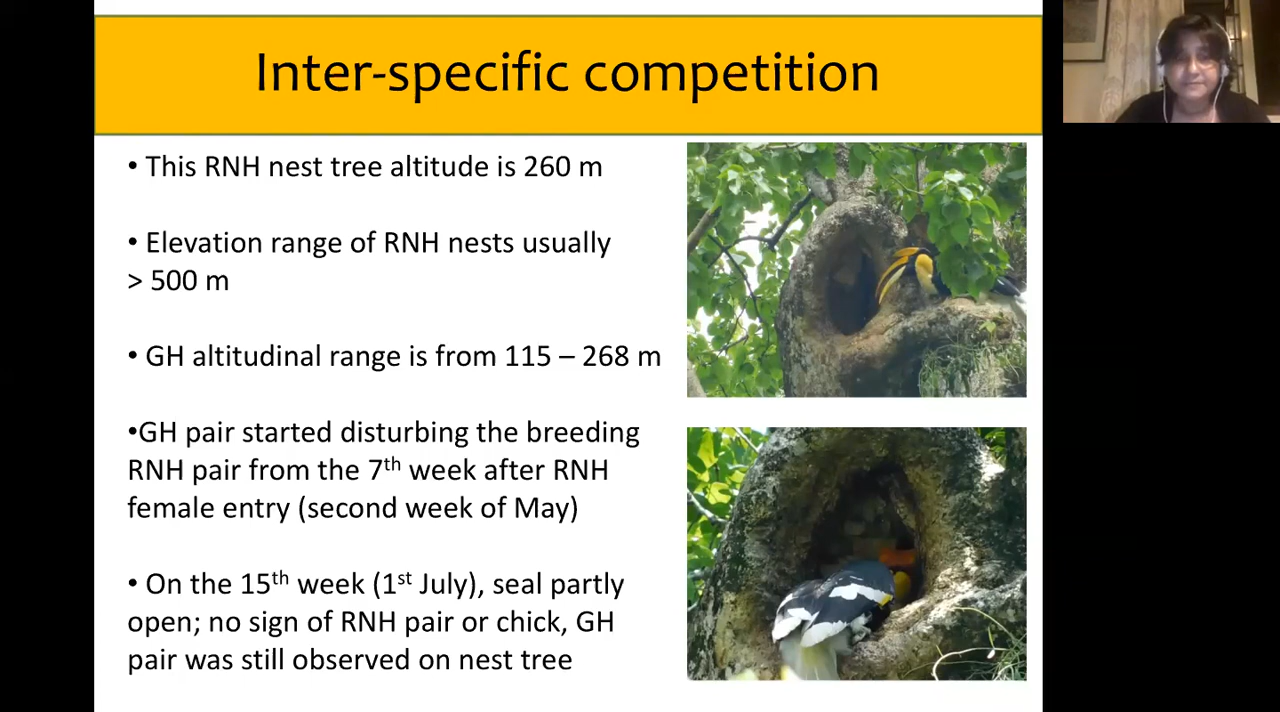 Inter-specific competition
• This RNH nest tree altitude is 260 m
• Elevation range of RNH nests usually
> 500 m
• GH altitudinal range is from 115 – 268 m
•GH pair started disturbing the breeding
RNH pair from the 7th week after RNH
female entry (second week of May)
• On the 15th week (1st July), seal partly
open; no sign of RNH pair or chick, GH
pair was still observed on nest tree